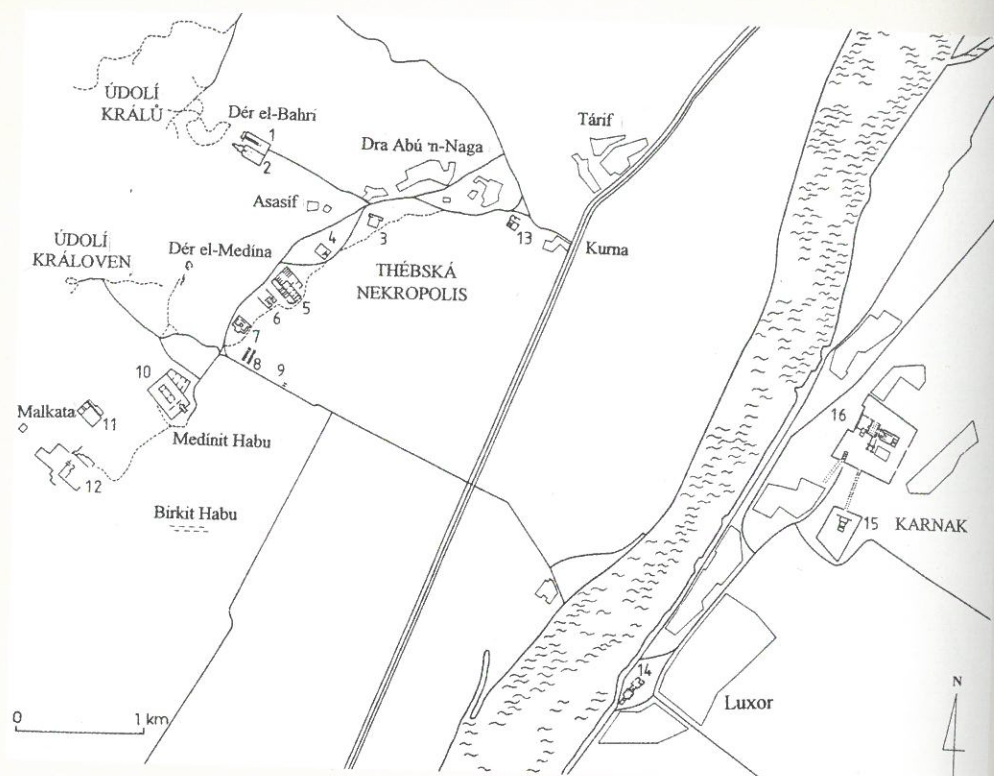 ÚDOLÍ
KRÁLŮ
Dér el-Bahrí
1
2
Dra Abú 'n-Naga
Tárif
Asasíf
3
4
13
Kurna
ÚDOLÍ
KRÁLOVEN
Dér el-Medína
THÉBSKÁ
NEKROPOLIS
5
6
7
8
9
10
Malkata
11
Medínit Habu
12
Birkit Habu
16
15
KARNAK
14
Luxor
N
0
1 km